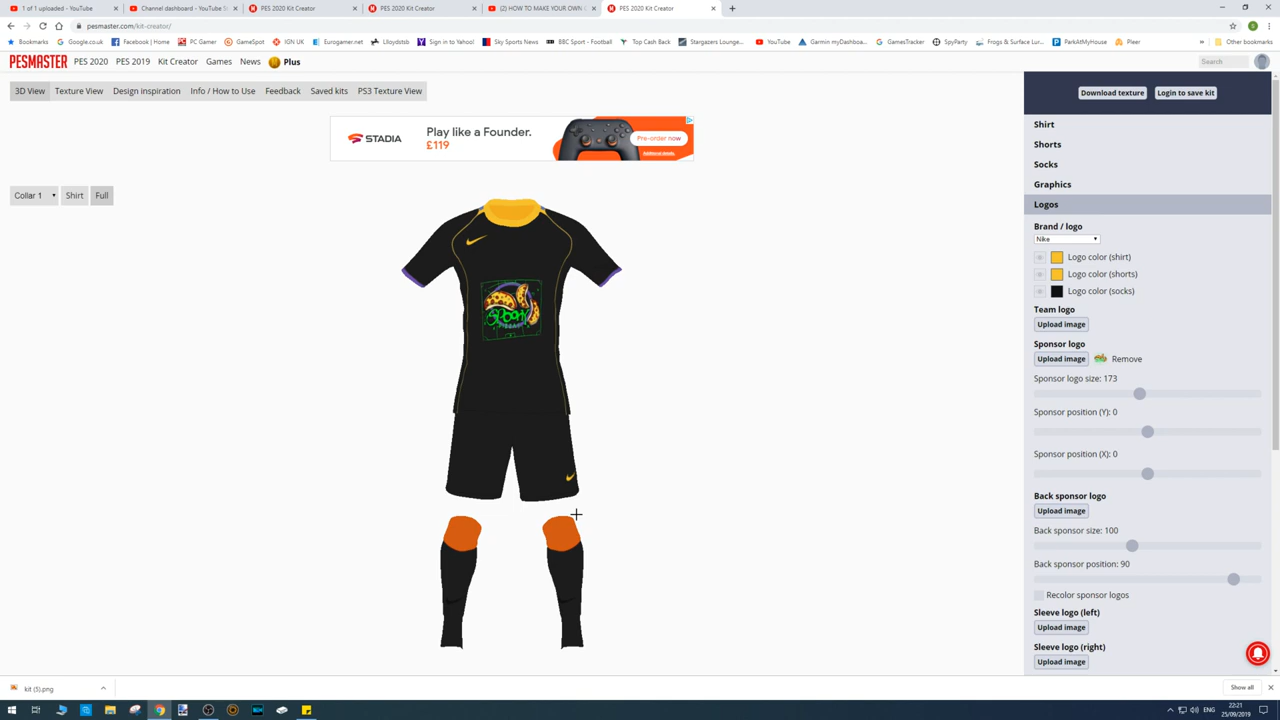 1 of 1 uploaded - YouTube
Channel dashboard - YouTube S
PES 2020 Kit Creator
PES 2020 Kit Creator
(2) HOW TO MAKE YOUR OWN
PES 2020 Kit Creator
pesmaster.com/kit-creator/
Bookmarks Google.co.uk Facebook | Home PC Gamer GameSpot IGN UK Eurogamer.net Lloydstsb Sign in to Yahoo! Sky Sports News BBC Sport - Football Top Cash Back Stargazers Lounge... YouTube Garmin myDashboa... GamesTracker SpyParty Frogs & Surface Lur... ParkAtMyHouse Pleer » Other bookmarks
PESMASTER PES 2020 PES 2019 Kit Creator Games News Plus Search
3D View Texture View Design inspiration Info / How to Use Feedback Saved kits PS3 Texture View
Download texture Login to save kit
STADIA Play like a Founder. £119 Pre-order now
Collar 1 Shirt Full
SPOOKY
Shirt
Shorts
Socks
Graphics
Logos
Brand / logo
Nike
Logo color (shirt)
Logo color (shorts)
Logo color (socks)
Team logo
Upload image
Sponsor logo
Upload image Remove
Sponsor logo size: 173
Sponsor position (Y): 0
Sponsor position (X): 0
Back sponsor logo
Upload image
Back sponsor size: 100
Back sponsor position: 90
Recolor sponsor logos
Sleeve logo (left)
Upload image
Sleeve logo (right)
Upload image
kit (5).png Show all
ENG 22:21
25/09/2019